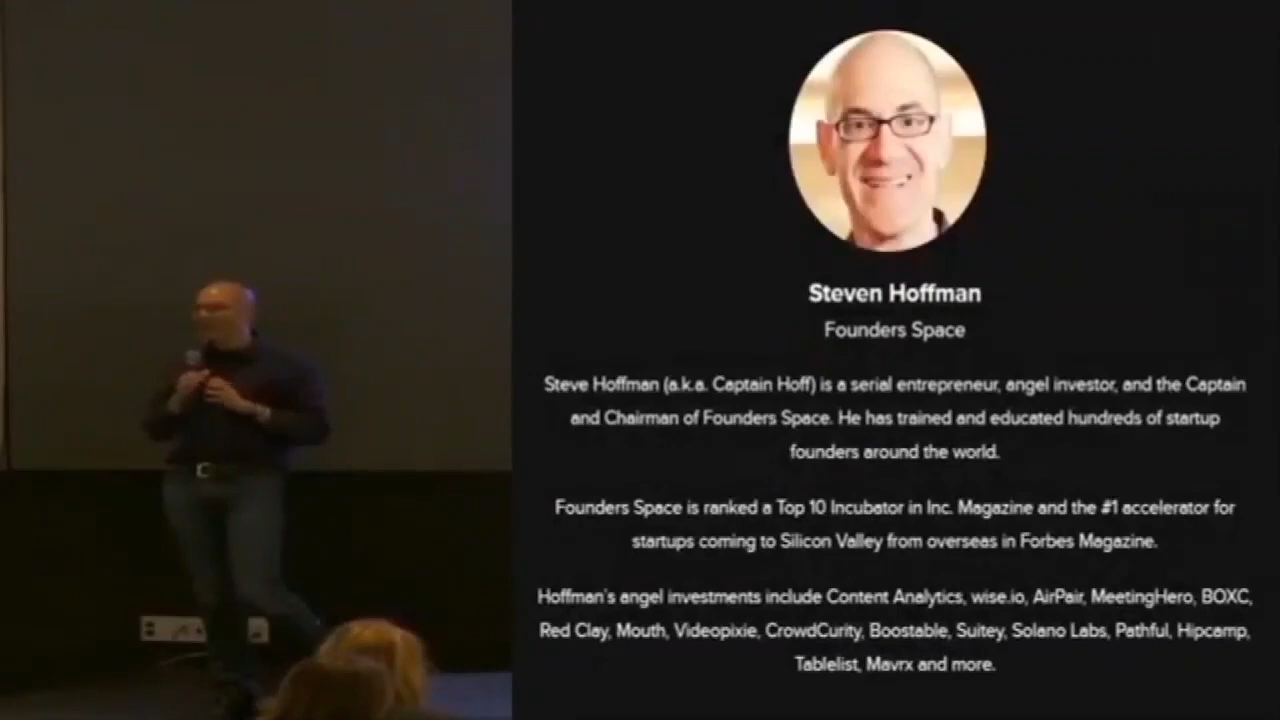 Steven Hoffman
Founders Space
Steve Hoffman (a.k.a. Captain Hoff) is a serial entrepreneur, angel investor, and the Captain
and Chairman of Founders Space. He has trained and educated hundreds of startup
founders around the world.
Founders Space is ranked a Top 10 Incubator in Inc. Magazine and the #1 accelerator for
startups coming to Silicon Valley from overseas in Forbes Magazine.
Hoffman's angel investments include Content Analytics, wise.io, AirPair, MeetingHero, BOXC,
Red Clay, Mouth, Videopixie, CrowdCurity, Boostable, Suitey, Solano Labs, Pathful, Hipcamp,
Tablelist, Mavrx and more.